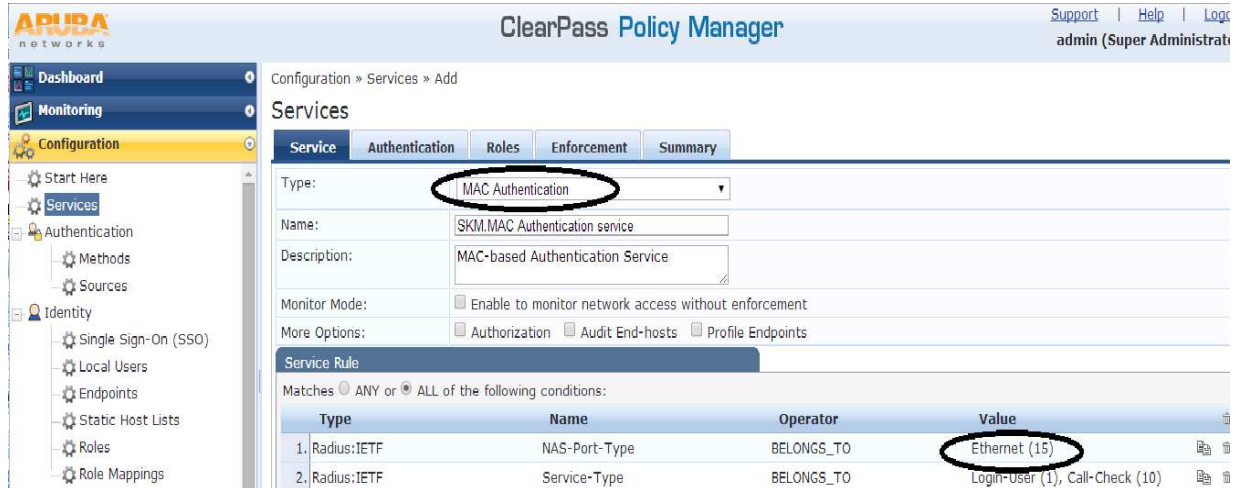 ARUBA
networks
ClearPass Policy Manager
Support | Help |
admin (Super
Dashboard
Monitoring
Configuration
Start Here
Services
Authentication
Methods
Sources
Identity
Single Sign-On (SSO)
Local Users
Endpoints
Static Host Lists
Roles
Role Mappings
Configuration » Services » Add
Services
Service Authentication Roles Enforcement Summary
Type: MAC Authentication
Name: SKM.MAC Authentication service
Description: MAC-based Authentication Service
Monitor Mode: Enable to monitor network access without enforcement
More Options: Authorization Audit End-hosts Profile Endpoints
Service Rule
Matches ANY or ALL of the following conditions:
Type Name Operator Value
1. Radius:IETF NAS-Port-Type BELONGS_TO Ethernet (15)
2. Radius:IETF Service-Type BELONGS_TO Login-User (1), Call-Check (10)